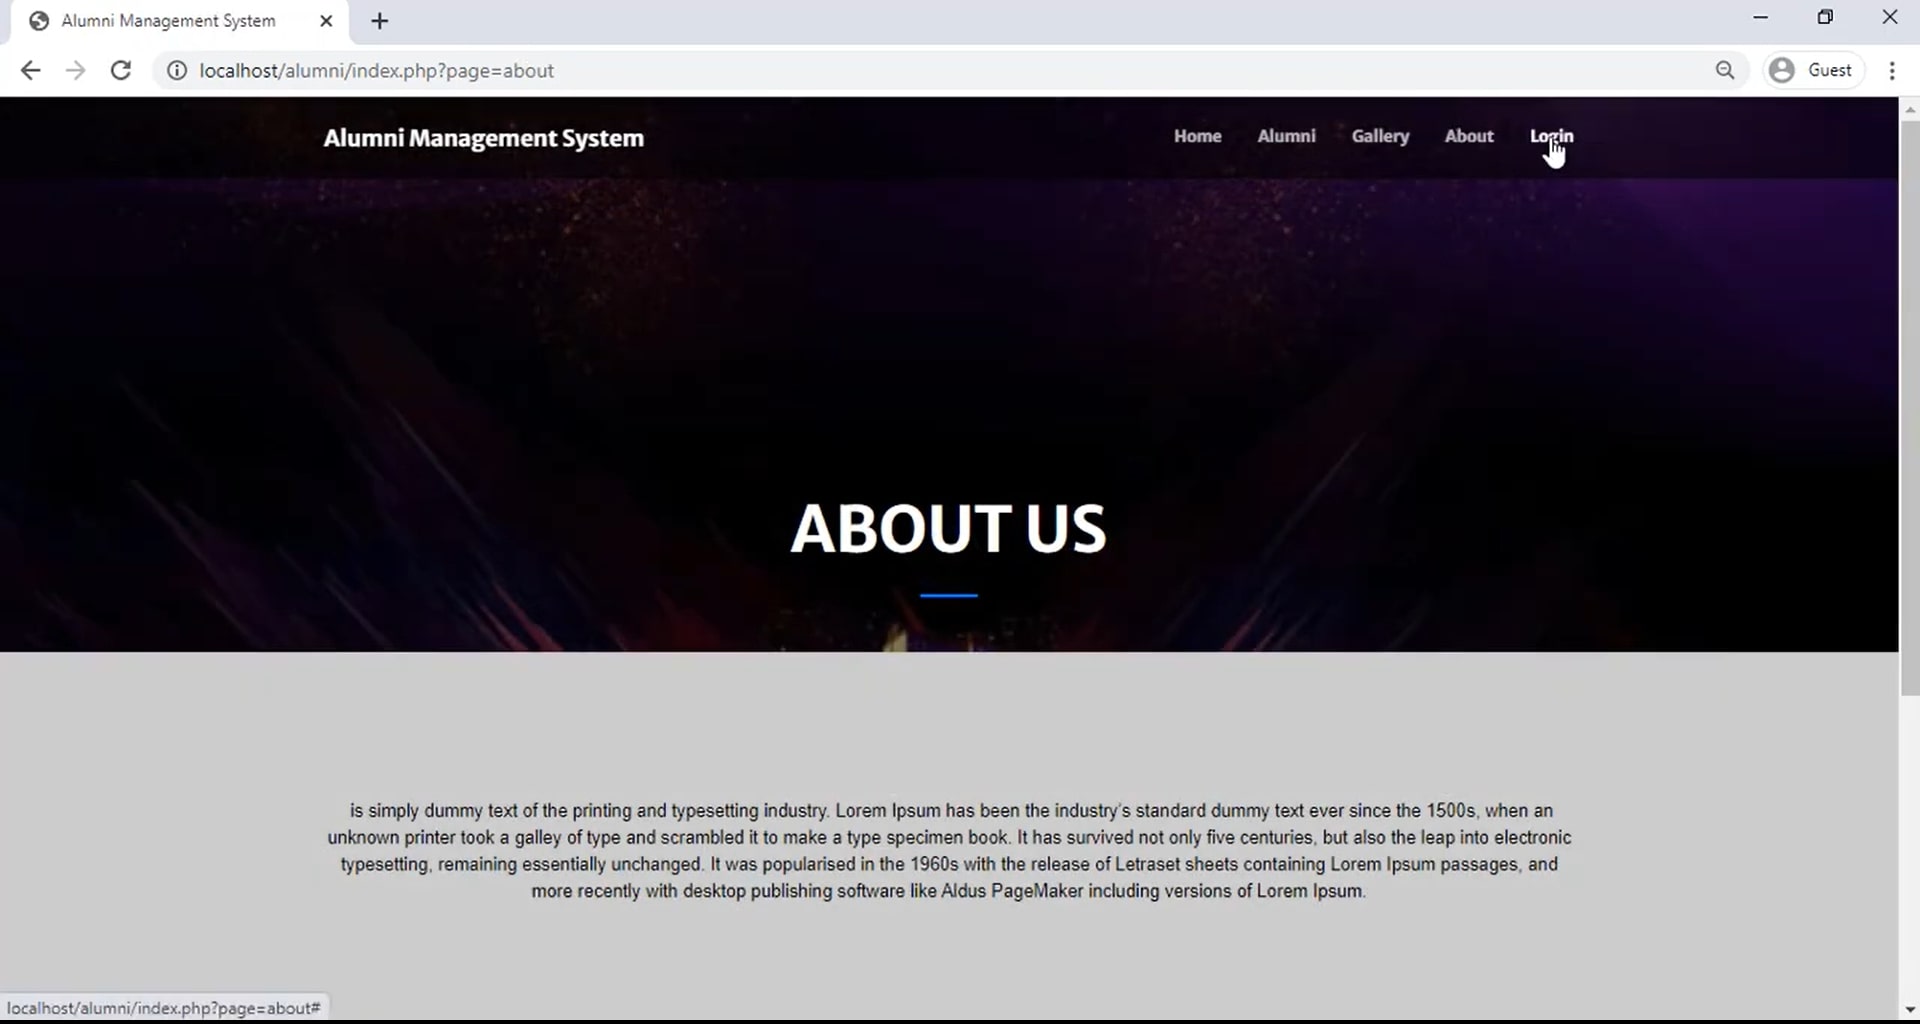 Alumni Management System
localhost/alumni/index.php?page=about
Guest
Alumni Management System
Home Alumni Gallery About Login
ABOUT US
is simply dummy text of the printing and typesetting industry. Lorem Ipsum has been the industry's standard dummy text ever since the 1500s, when an
unknown printer took a galley of type and scrambled it to make a type specimen book. It has survived not only five centuries, but also the leap into electronic
typesetting, remaining essentially unchanged. It was popularised in the 1960s with the release of Letraset sheets containing Lorem Ipsum passages, and
more recently with desktop publishing software like Aldus PageMaker including versions of Lorem Ipsum.
localhost/alumni/index.php?page=about#